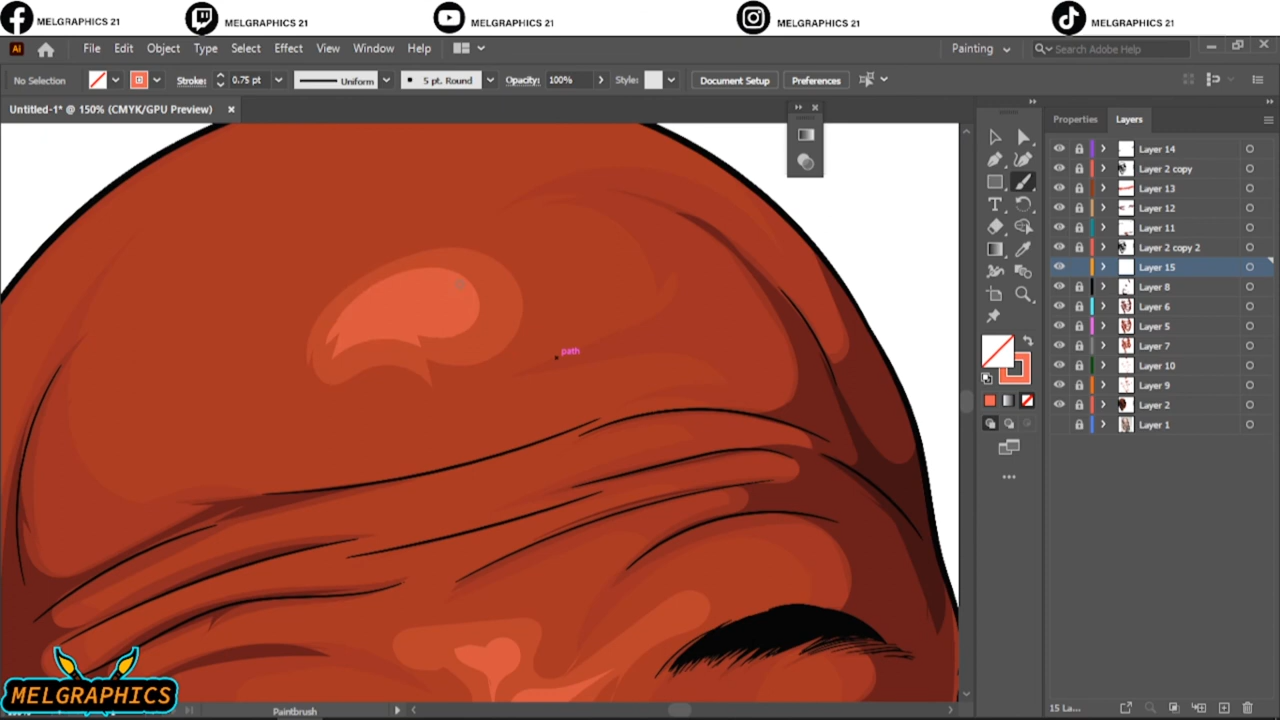 MELGRAPHICS 21 MELGRAPHICS 21 MELGRAPHICS 21 MELGRAPHICS 21 MELGRAPHICS 21
Ai File Edit Object Type Select Effect View Window Help Painting Search Adobe Help
No Selection Stroke: 0.75 pt Uniform 5 pt. Round Opacity: 100% Style: Document Setup Preferences
Untitled-1* @ 150% (CMYK/GPU Preview)
Properties Layers
Layer 14
Layer 2 copy
Layer 13
Layer 12
Layer 11
Layer 2 copy 2
Layer 15
Layer 8
Layer 6
Layer 5
Layer 7
Layer 10
Layer 9
Layer 2
Layer 1
path
MELGRAPHICS
Paintbrush
15 La...